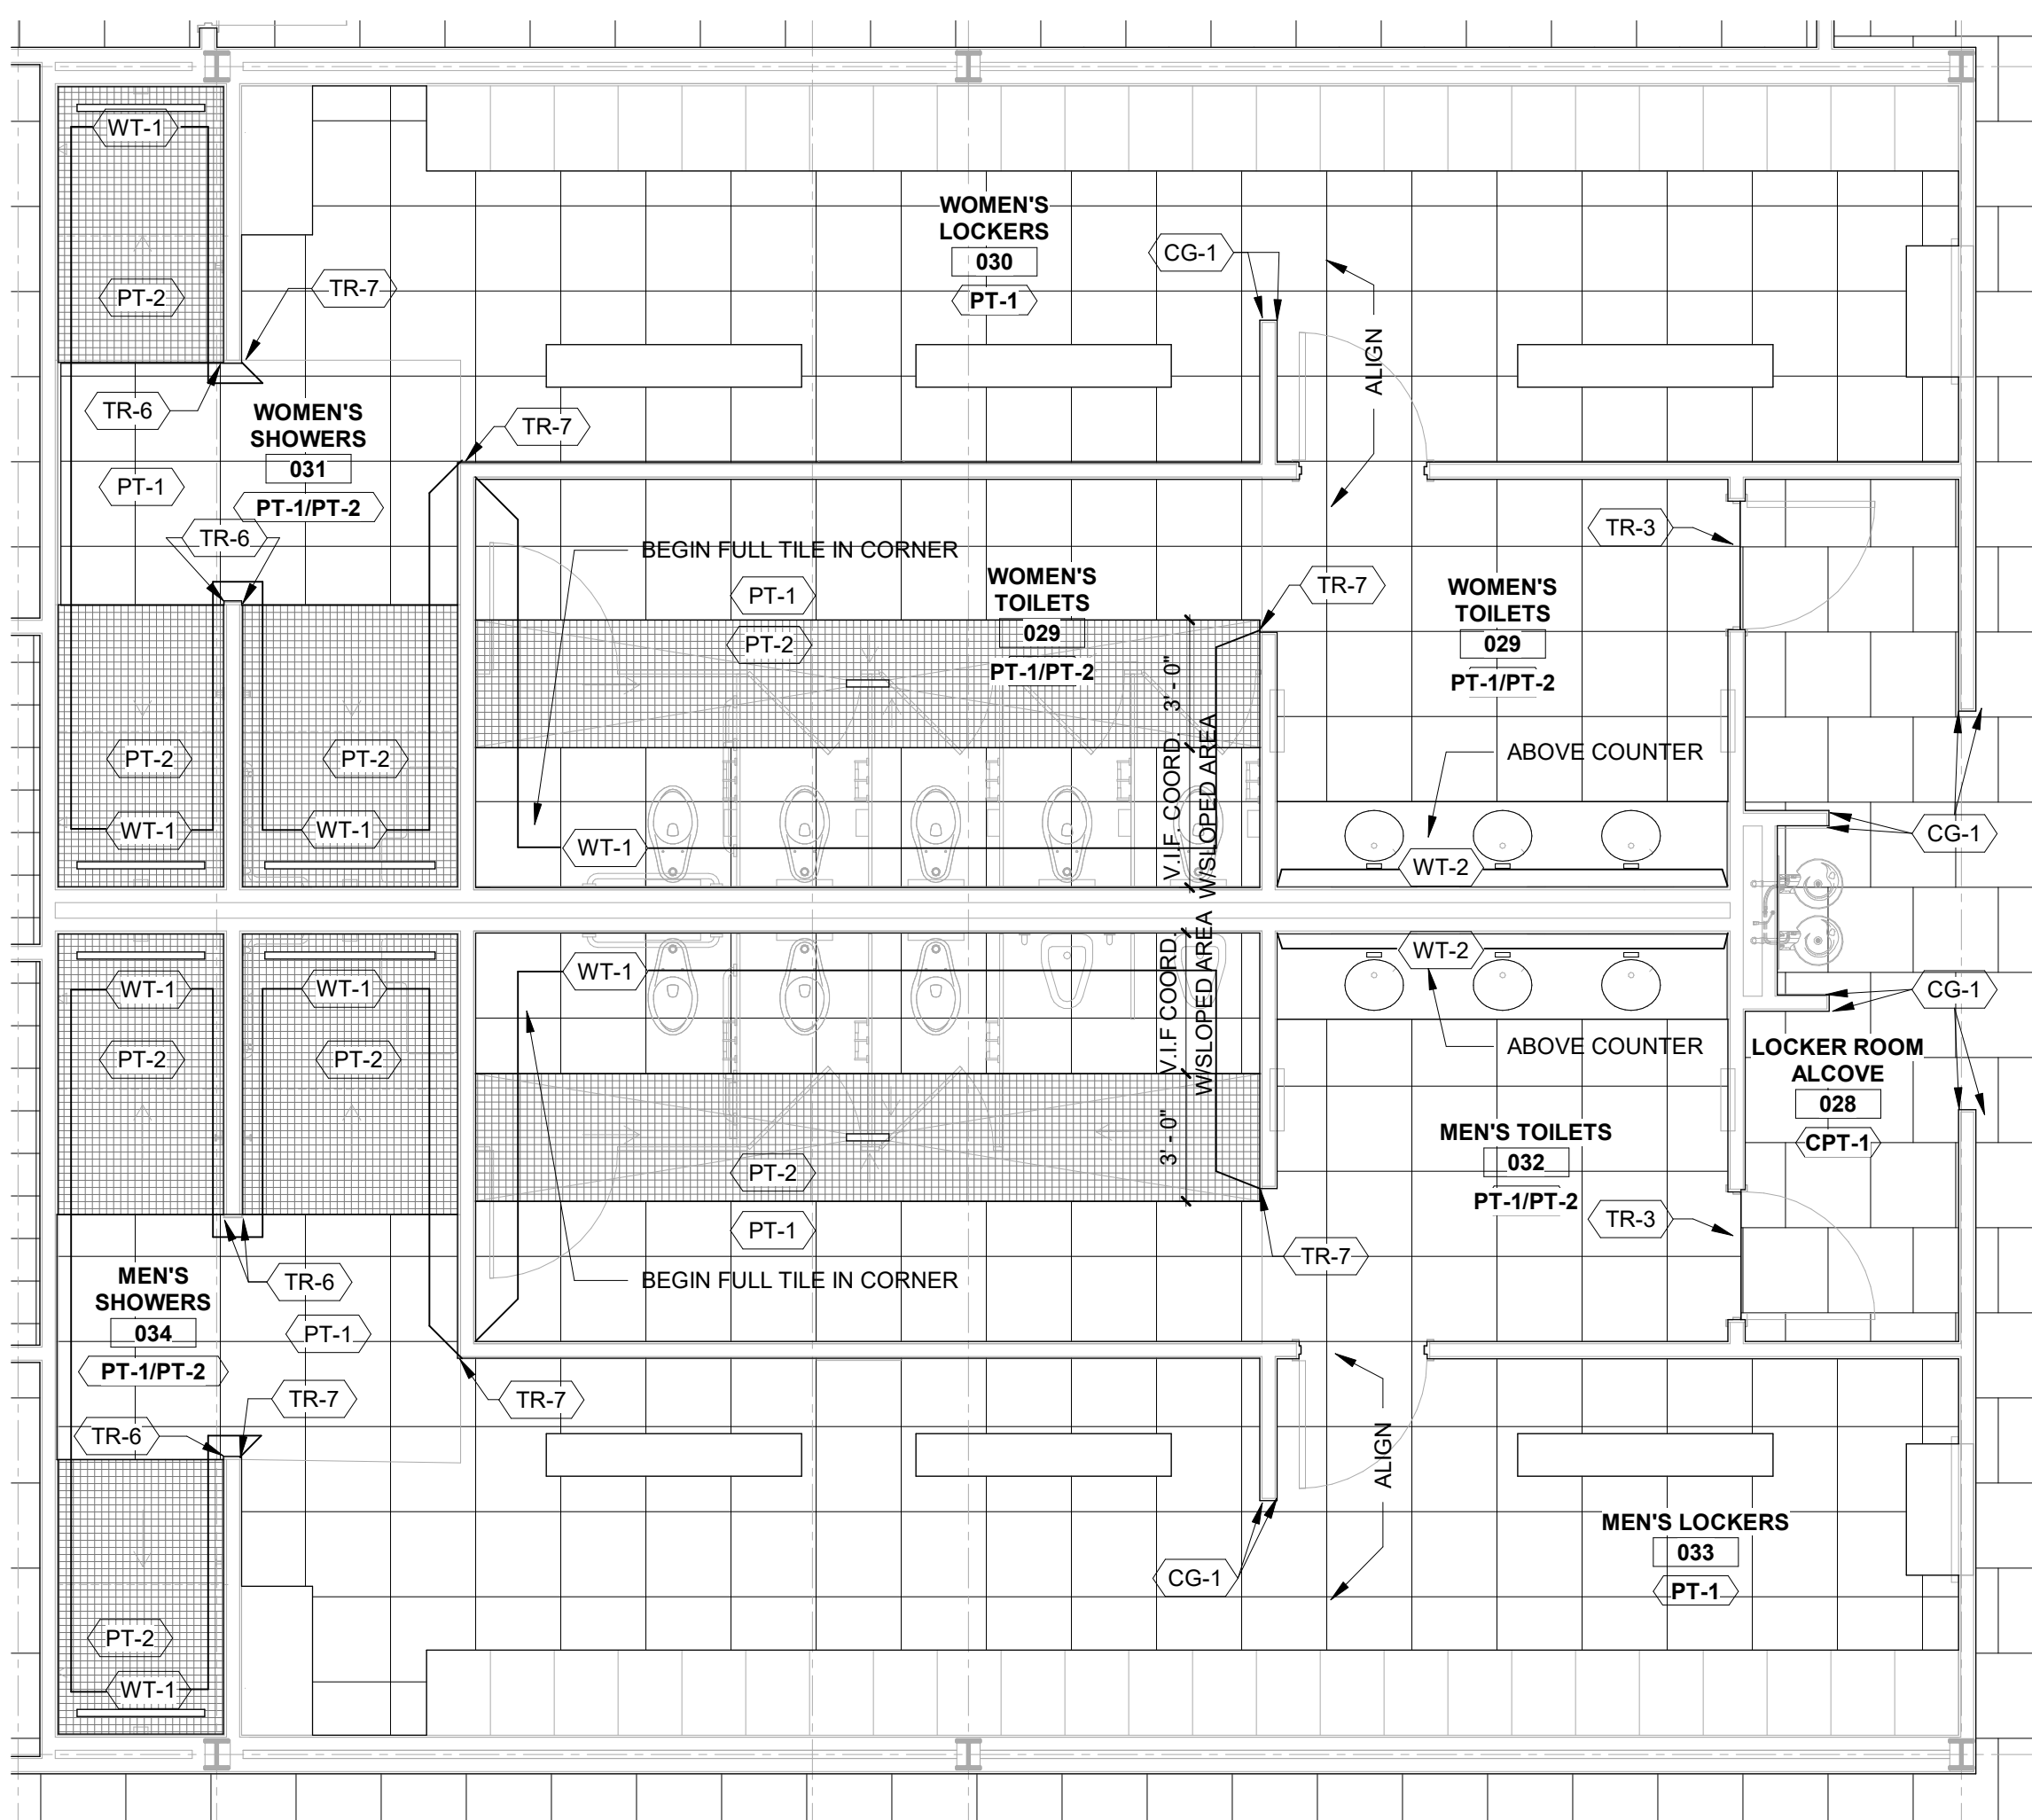 WT-1
WOMEN'S
LOCKERS
030
PT-1
CG-1
PT-2
TR-7
ALIGN
TR-6
WOMEN'S
SHOWERS
031
PT-1/PT-2
TR-7
PT-1
TR-6
TR-3
BEGIN FULL TILE IN CORNER
PT-1
WOMEN'S
TOILETS
029
PT-1/PT-2
TR-7
WOMEN'S
TOILETS
029
PT-1/PT-2
PT-2
3' - 0"
V.I.F. COORD.
W/SLOPED AREA
PT-2
PT-2
ABOVE COUNTER
WT-1
WT-1
WT-1
WT-2
CG-1
WT-1
WT-1
WT-1
WT-2
CG-1
V.I.F COORD.
W/SLOPED AREA
3' - 0"
PT-2
PT-2
ABOVE COUNTER
LOCKER ROOM
ALCOVE
028
CPT-1
MEN'S TOILETS
032
PT-1/PT-2
PT-2
PT-1
TR-3
TR-7
BEGIN FULL TILE IN CORNER
MEN'S
SHOWERS
034
PT-1/PT-2
TR-6
PT-1
TR-7
TR-7
TR-6
ALIGN
MEN'S LOCKERS
033
PT-1
CG-1
PT-2
WT-1